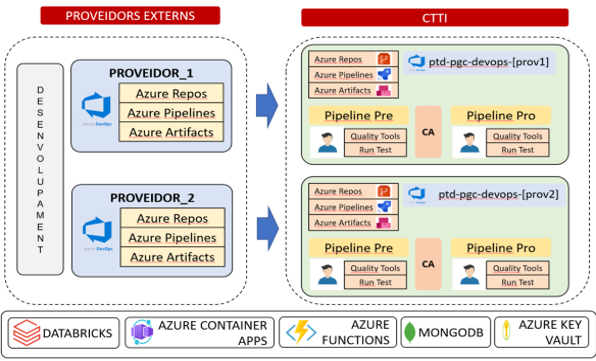 PROVEIDORS EXTERNS
CTTI
DESENVOLUPAMENT
PROVEIDOR_1
Azure DevOps
Azure Repos
Azure Pipelines
Azure Artifacts
PROVEIDOR_2
Azure DevOps
Azure Repos
Azure Pipelines
Azure Artifacts
Azure Repos
Azure Pipelines
Azure Artifacts
ptd-pgc-devops-[prov1]
Pipeline Pre
Quality Tools
Run Test
CA
Pipeline Pro
Quality Tools
Run Test
Azure Repos
Azure Pipelines
Azure Artifacts
ptd-pgc-devops-[prov2]
Pipeline Pre
Quality Tools
Run Test
CA
Pipeline Pro
Quality Tools
Run Test
DATABRICKS
AZURE CONTAINER
APPS
AZURE
FUNCTIONS
MONGODB
AZURE KEY
VAULT